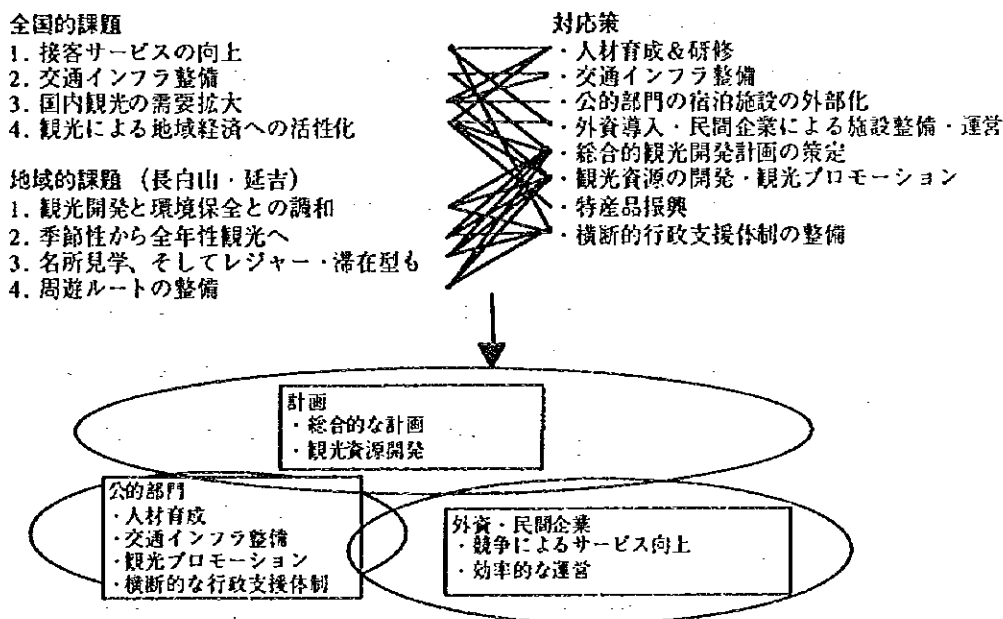 全国的課題
1. 接客サービスの向上
2. 交通インフラ整備
3. 国内観光の需要拡大
4. 観光による地域経済への活性化
地域的課題（長白山・延吉）
1. 観光開発と環境保全との調和
2. 季節性から全年性観光へ
3. 名所見学、そしてレジャー・滞在型も
4. 周遊ルートの整備
対応策
・人材育成&研修
・交通インフラ整備
・公的部門の宿泊施設の外部化
・外資導入・民間企業による施設整備・運営
・総合的観光開発計画の策定
・観光資源の開発・観光プロモーション
・特産品振興
・横断的行政支援体制の整備
計画
・総合的な計画
・観光資源開発
公的部門
・人材育成
・交通インフラ整備
・観光プロモーション
・横断的な行政支援体制
外資・民間企業
・競争によるサービス向上
・効率的な運営